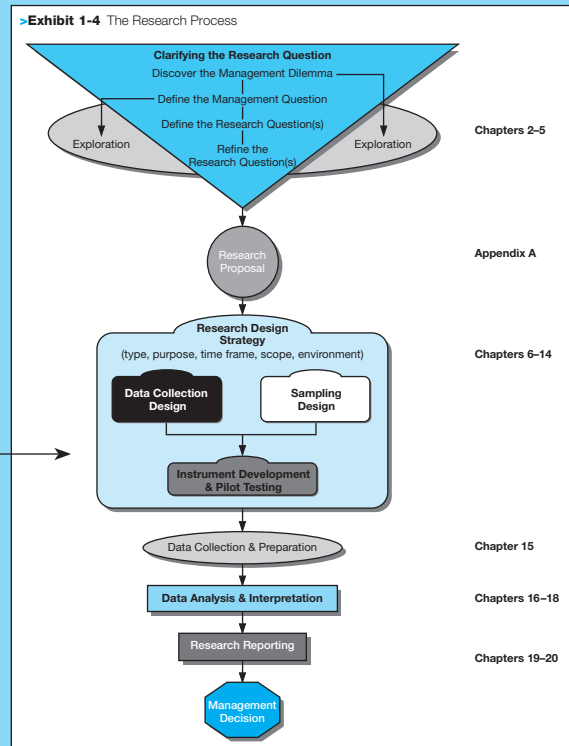 >Exhibit 1-4 The Research Process
Clarifying the Research Question
Discover the Management Dilemma
Define the Management Question
Define the Research Question(s)
Exploration
Refine the
Research Question(s)
Exploration
Chapters 2–5
Research
Proposal
Appendix A
Research Design
Strategy
(type, purpose, time frame, scope, environment)
Chapters 6–14
Data Collection
Design
Sampling
Design
Instrument Development
& Pilot Testing
Data Collection & Preparation
Chapter 15
Data Analysis & Interpretation
Chapters 16–18
Research Reporting
Chapters 19–20
Management
Decision